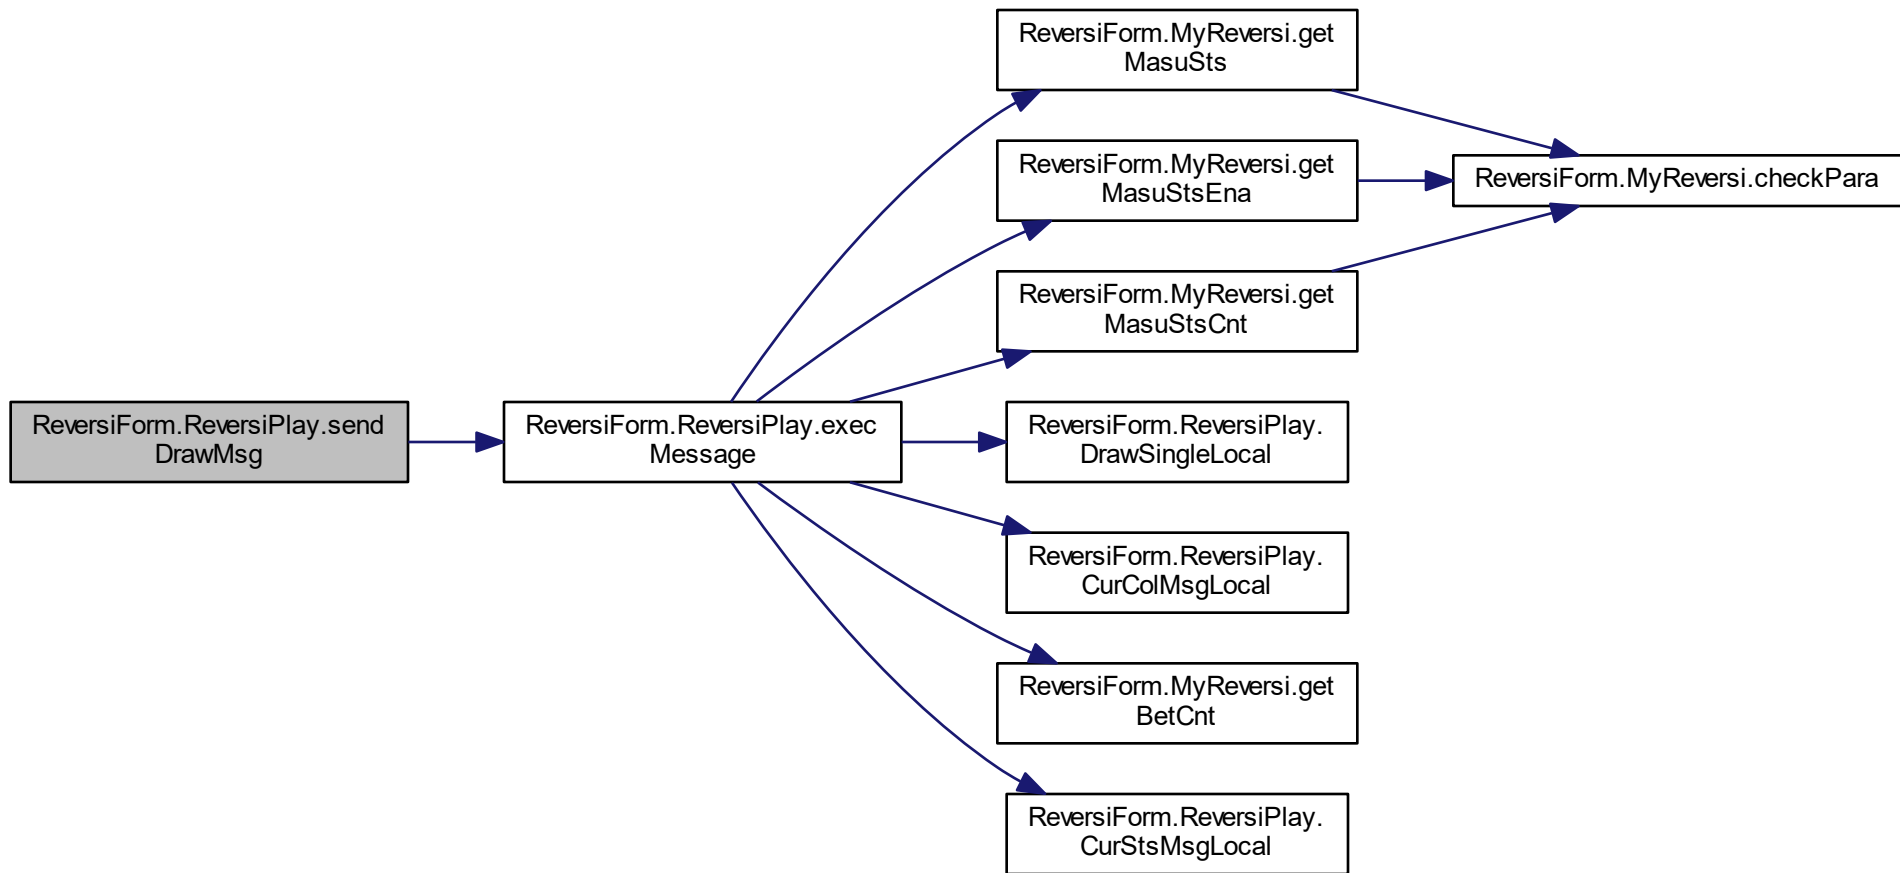 ReversiForm.MyReversi.get
MasuSts
ReversiForm.MyReversi.get
MasuStsEna
ReversiForm.MyReversi.checkPara
ReversiForm.MyReversi.get
MasuStsCnt
ReversiForm.ReversiPlay.send
DrawMsg
ReversiForm.ReversiPlay.exec
Message
ReversiForm.ReversiPlay.
DrawSingleLocal
ReversiForm.ReversiPlay.
CurColMsgLocal
ReversiForm.MyReversi.get
BetCnt
ReversiForm.ReversiPlay.
CurStsMsgLocal